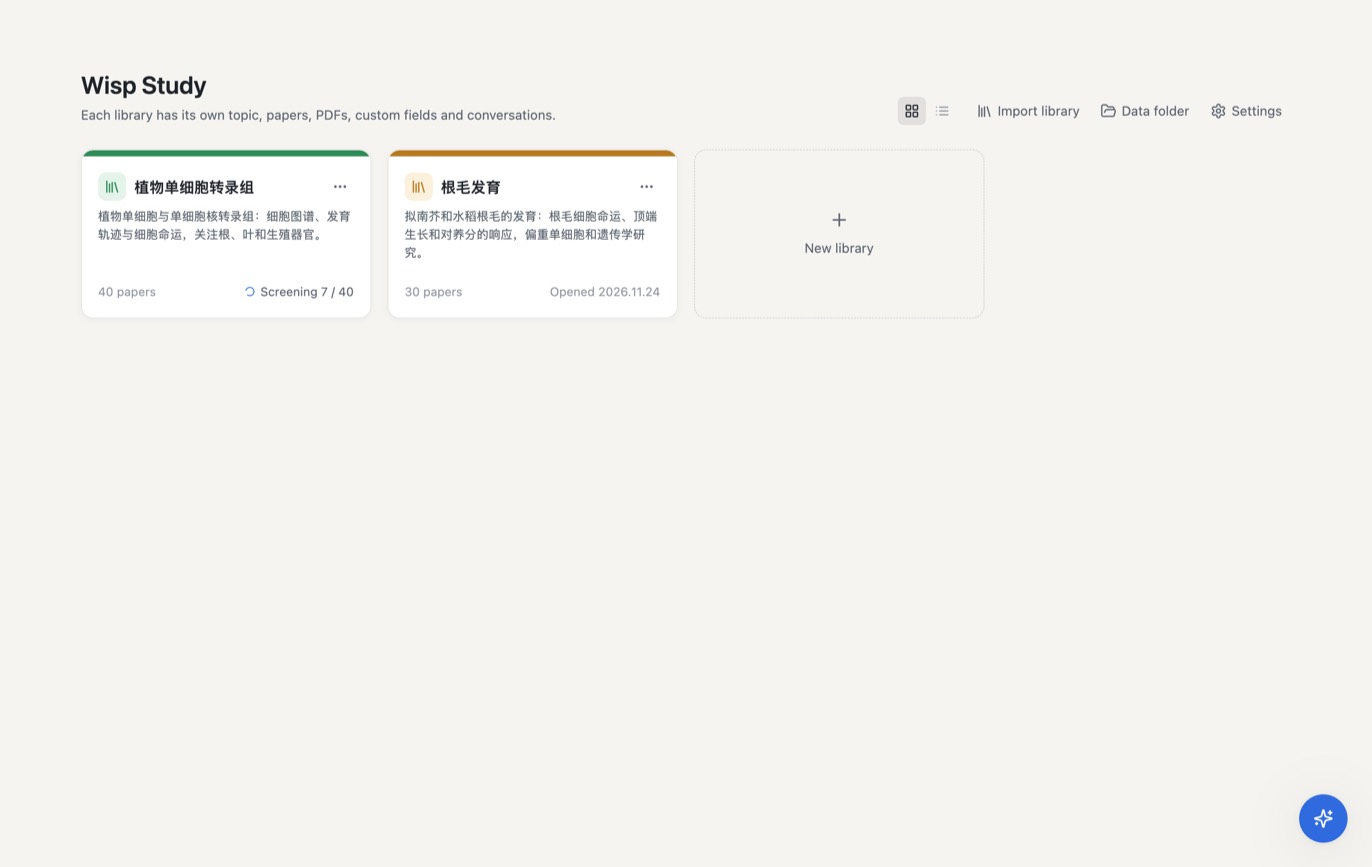 Wisp Study
Each library has its own topic, papers, PDFs, custom fields and conversations.
Import library
Data folder
Settings
植物单细胞转录组
植物单细胞与单细胞核转录组：细胞图谱、发育
轨迹与细胞命运，关注根、叶和生殖器官。
40 papers
Screening 7 / 40
根毛发育
拟南芥和水稻根毛的发育：根毛细胞命运、顶端
生长和对养分的响应，偏重单细胞和遗传学研
究。
30 papers
Opened 2026.11.24
New library